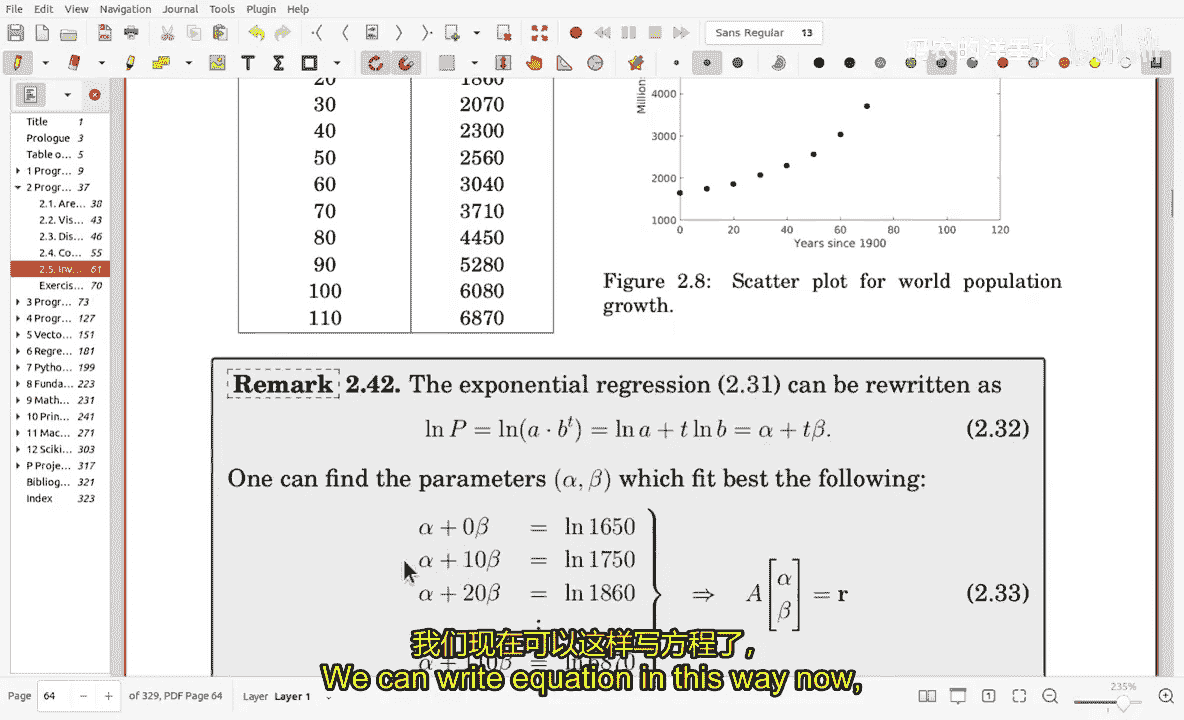 File Edit View Navigation Journal Tools Plugin Help
Sans Regular 13
Title 1
Prologue 3
Table o... 5
1 Progr... 9
2 Progr... 37
2.1. Are... 38
2.2. Vis... 43
2.3. Dis... 46
2.4. Co... 55
2.5. Inv... 61
Exercis... 70
3 Progr... 73
4 Progr... 127
5 Vecto... 151
6 Regre... 181
7 Pytho... 199
8 Funda... 223
9 Math... 231
10 Prin... 241
11 Mac... 271
12 Sciki... 303
P Proje... 317
Bibliog... 321
Index 323
20 1860
30 2070
40 2300
50 2560
60 3040
70 3710
80 4450
90 5280
100 6080
110 6870
4000
3000
2000
1000
0 20 40 60 80 100 120
Years since 1900
Figure 2.8: Scatter plot for world population
growth.
Remark 2.42. The exponential regression (2.31) can be rewritten as
ln P = ln(a · b^t) = ln a + t ln b = α + tβ. (2.32)
One can find the parameters (α, β) which fit best the following:
α + 0β = ln 1650
α + 10β = ln 1750
α + 20β = ln 1860
⋮
α + 110β = ln 6870
⇒ A [α β] = r (2.33)
我们现在可以这样写方程了，
We can write equation in this way now,
Page 64 − + of 329, PDF Page 64 Layer Layer 1
235%